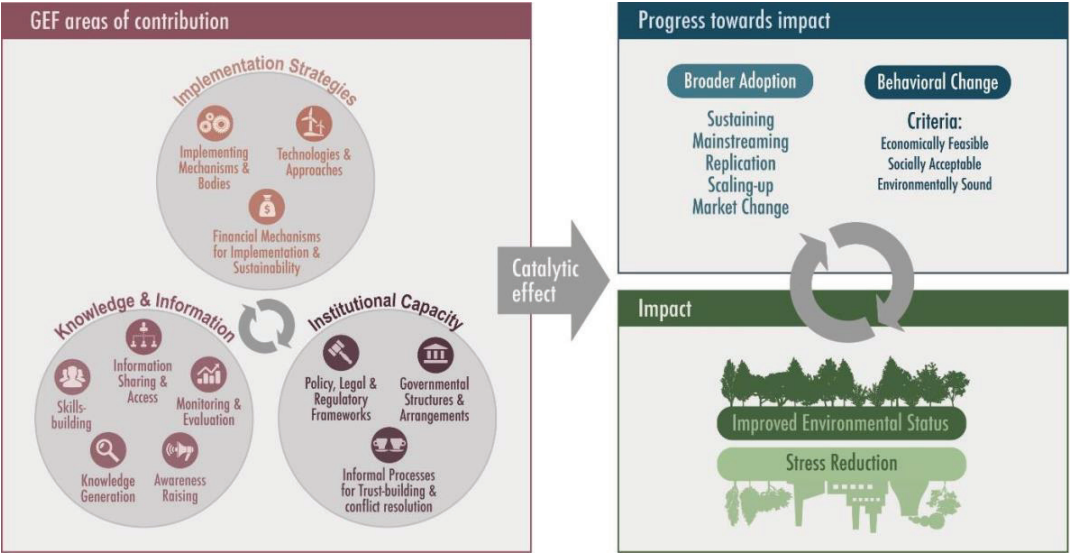 GEF areas of contribution
Implementation Strategies
Implementing
Mechanisms &
Bodies
Technologies &
Approaches
$
Financial Mechanisms
for Implementation &
Sustainability
Knowledge & Information
Information
Sharing &
Access
Skills-
building
Monitoring &
Evaluation
Knowledge
Generation
Awareness
Raising
Institutional Capacity
Policy, Legal &
Regulatory
Frameworks
Governmental
Structures &
Arrangements
Informal Processes
for Trust-building &
conflict resolution
Catalytic
effect
Progress towards impact
Broader Adoption
Sustaining
Mainstreaming
Replication
Scaling-up
Market Change
Behavioral Change
Criteria:
Economically Feasible
Socially Acceptable
Environmentally Sound
Impact
Improved Environmental Status
Stress Reduction